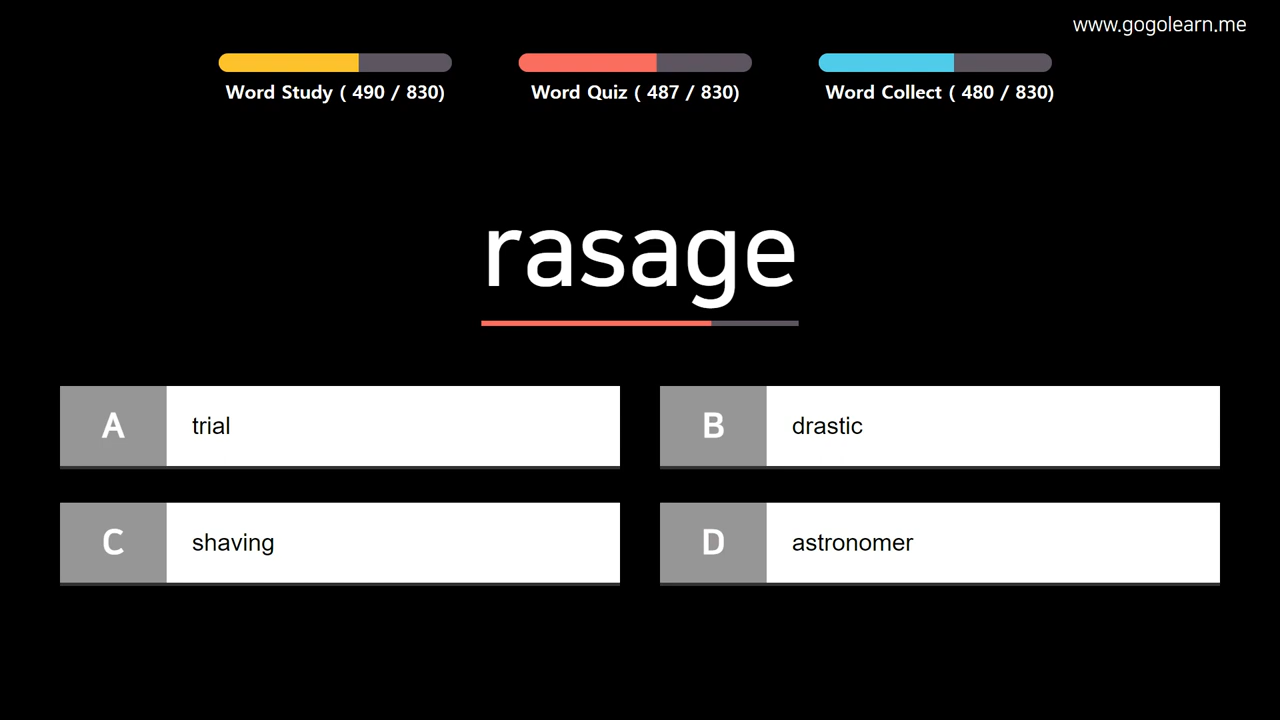 www.gogolearn.me
Word Study ( 490 / 830)
Word Quiz ( 487 / 830)
Word Collect ( 480 / 830)
rasage
A trial
B drastic
C shaving
D astronomer